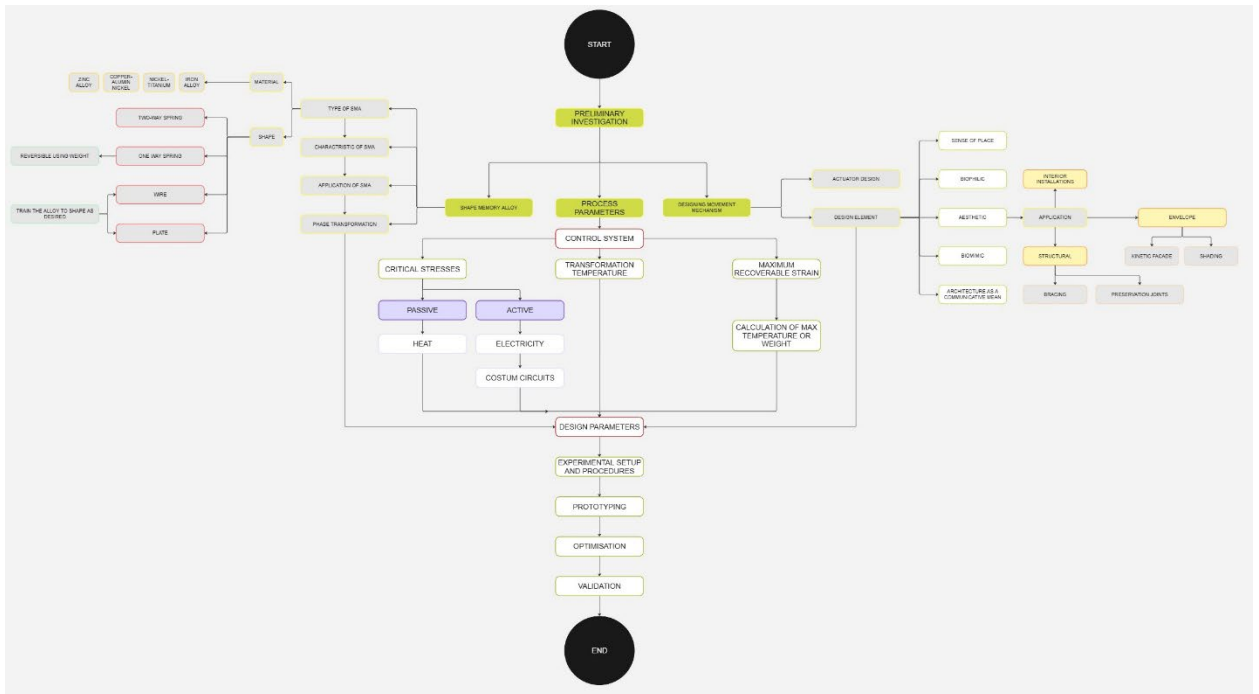 START
PRELIMINARY
INVESTIGATION
ZINC
ALLOY
COPPER-
ALUMIN
NICKEL
NICKEL-
TITANIUM
IRON
ALLOY
MATERIAL
TYPE OF SMA
TWO-WAY SPRING
SHAPE
CHARACTRISTIC OF SMA
REVERSIBLE USING WEIGHT
ONE WAY SPRING
APPLICATION OF SMA
WIRE
TRAIN THE ALLOY TO SHAPE AS
DESIRED
PLATE
PHASE TRANSFORMATION
SHAPE MEMORY ALLOY
PROCESS
PARAMETERS
DESIGNING MOVEMENT
MECHANISM
ACTUATOR DESIGN
DESIGN ELEMENT
SENSE OF PLACE
BIOPHILIC
AESTHETIC
BIOMIMIC
ARCHITECTURE AS A
COMMUNICATIVE MEAN
INTERIOR
INSTALLATIONS
APPLICATION
ENVELOPE
STRUCTURAL
KINETIC FACADE
SHADING
BRACING
PRESERVATION JOINTS
CONTROL SYSTEM
CRITICAL STRESSES
TRANSFORMATION
TEMPERATURE
MAXIMUM
RECOVERABLE STRAIN
PASSIVE
ACTIVE
HEAT
ELECTRICITY
CALCULATION OF MAX
TEMPERATURE OR
WEIGHT
COSTUM CIRCUITS
DESIGN PARAMETERS
EXPERIMENTAL SETUP
AND PROCEDURES
PROTOTYPING
OPTIMISATION
VALIDATION
END